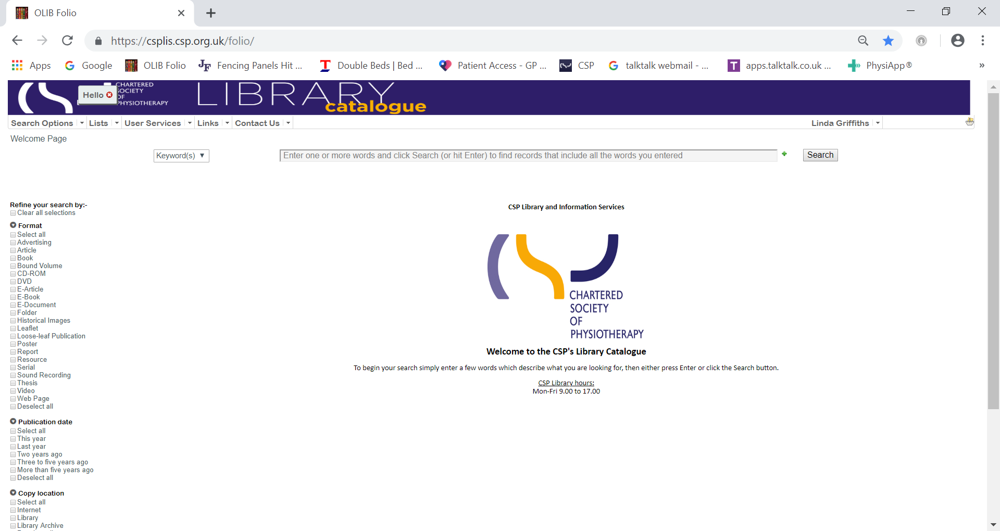 OLIB Folio
https://csplis.csp.org.uk/folio/
Apps Google OLIB Folio Fencing Panels Hit ... Double Beds | Bed ... Patient Access - GP ... CSP talktalk webmail - ... apps.talktalk.co.uk ... PhysiApp® »
Hello
CHARTERED
SOCIETY
OF
PHYSIOTHERAPY
LIBRARY
catalogue
Search Options Lists User Services Links Contact Us Linda Griffiths
Welcome Page
Keyword(s) Enter one or more words and click Search (or hit Enter) to find records that include all the words you entered Search
Refine your search by:-
Clear all selections
Format
Select all
Advertising
Article
Book
Bound Volume
CD-ROM
DVD
E-Article
E-Book
E-Document
Folder
Historical Images
Leaflet
Loose-leaf Publication
Poster
Report
Resource
Serial
Sound Recording
Thesis
Video
Web Page
Deselect all
Publication date
Select all
This year
Last year
Two years ago
Three to five years ago
More than five years ago
Deselect all
Copy location
Select all
Internet
Library
Library Archive
CSP Library and Information Services
CHARTERED
SOCIETY
OF
PHYSIOTHERAPY
Welcome to the CSP's Library Catalogue
To begin your search simply enter a few words which describe what you are looking for, then either press Enter or click the Search button.
CSP Library hours:
Mon-Fri 9.00 to 17.00